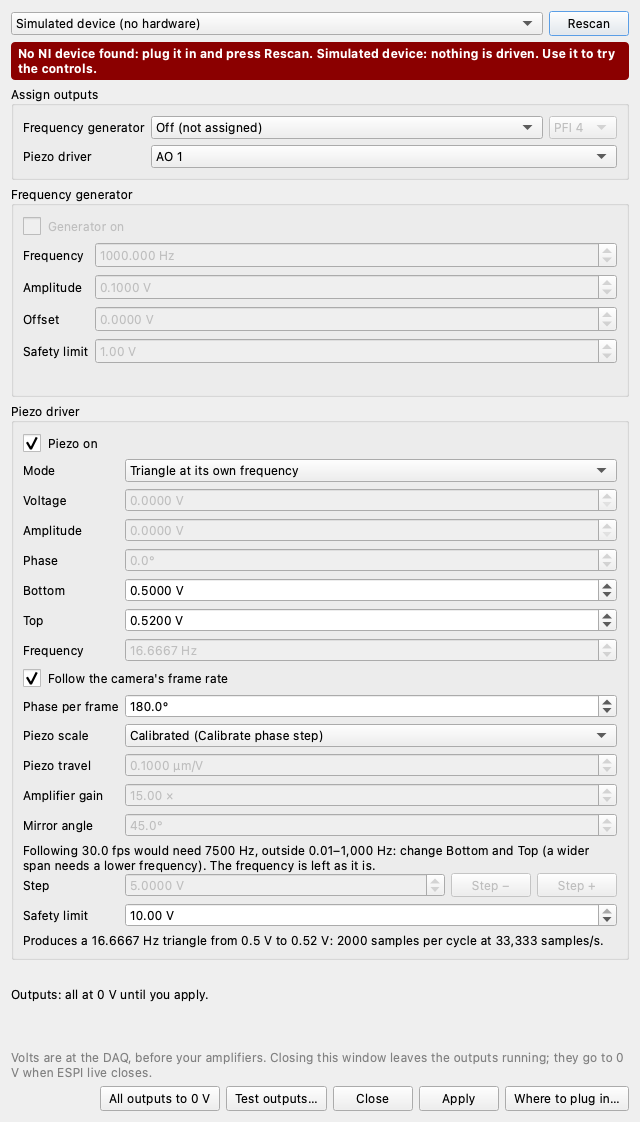 Simulated device (no hardware)
Rescan
No NI device found: plug it in and press Rescan. Simulated device: nothing is driven. Use it to try
the controls.
Assign outputs
Frequency generator
Off (not assigned)
PFI 4
Piezo driver
AO 1
Frequency generator
Generator on
Frequency
1000.000 Hz
Amplitude
0.1000 V
Offset
0.0000 V
Safety limit
1.00 V
Piezo driver
Piezo on
Mode
Triangle at its own frequency
Voltage
0.0000 V
Amplitude
0.0000 V
Phase
0.0°
Bottom
0.5000 V
Top
0.5200 V
Frequency
16.6667 Hz
Follow the camera's frame rate
Phase per frame
180.0°
Piezo scale
Calibrated (Calibrate phase step)
Piezo travel
0.1000 µm/V
Amplifier gain
15.00 ×
Mirror angle
45.0°
Following 30.0 fps would need 7500 Hz, outside 0.01–1,000 Hz: change Bottom and Top (a wider
span needs a lower frequency). The frequency is left as it is.
Step
5.0000 V
Step −
Step +
Safety limit
10.00 V
Produces a 16.6667 Hz triangle from 0.5 V to 0.52 V: 2000 samples per cycle at 33,333 samples/s.
Outputs: all at 0 V until you apply.
Volts are at the DAQ, before your amplifiers. Closing this window leaves the outputs running; they go to 0
V when ESPI live closes.
All outputs to 0 V
Test outputs...
Close
Apply
Where to plug in...